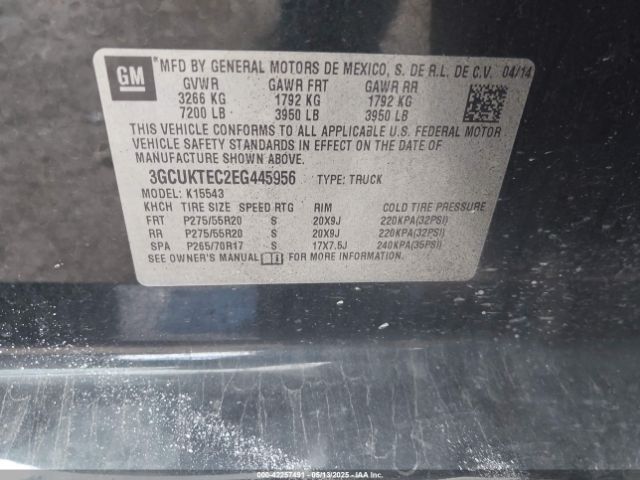 GM
*MFD BY GENERAL MOTORS DE MEXICO, S. DE R.L. DE C.V. 04/14
GVWR GAWR FRT GAWR RR
3266 KG 1792 KG 1792 KG
7200 LB 3950 LB 3950 LB
THIS VEHICLE CONFORMS TO ALL APPLICABLE U.S. FEDERAL MOTOR
VEHICLE SAFETY STANDARDS IN EFFECT ON THE DATE OF
MANUFACTURE SHOWN ABOVE.
3GCUKTEC2EG445956 TYPE: TRUCK
MODEL: K15543
KHCH TIRE SIZE SPEED RTG RIM COLD TIRE PRESSURE
FRT P275/55R20 S 20X9J 220KPA(32PSI)
RR P275/55R20 S 20X9J 220KPA(32PSI)
SPA P265/70R17 S 17X7.5J 240KPA(35PSI)
SEE OWNER'S MANUAL FOR MORE INFORMATION.
000-42257491 - 05/13/2025 - IAA, Inc.